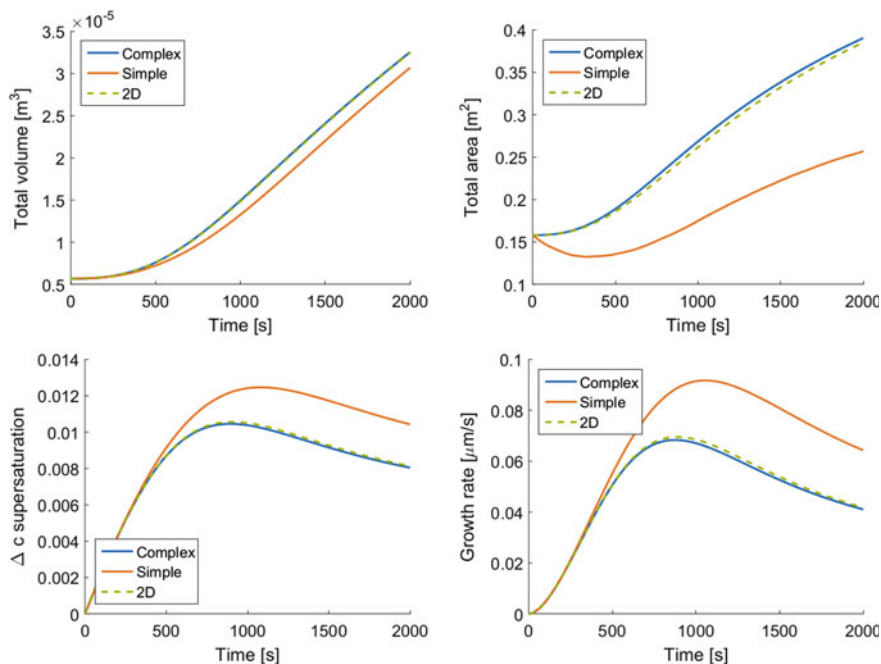 ×10⁻⁵
3.5
3
2.5
2
1.5
1
0.5
Total volume [m³]
Complex
Simple
2D
0 500 1000 1500 2000
Time [s]
0.4
0.35
0.3
0.25
0.2
0.15
0.1
Total area [m²]
Complex
Simple
2D
0 500 1000 1500 2000
Time [s]
0.014
0.012
0.01
0.008
0.006
0.004
0.002
0
Δ c supersaturation
Complex
Simple
2D
0 500 1000 1500 2000
Time [s]
0.1
0.08
0.06
0.04
0.02
0
Growth rate [μm/s]
Complex
Simple
2D
0 500 1000 1500 2000
Time [s]